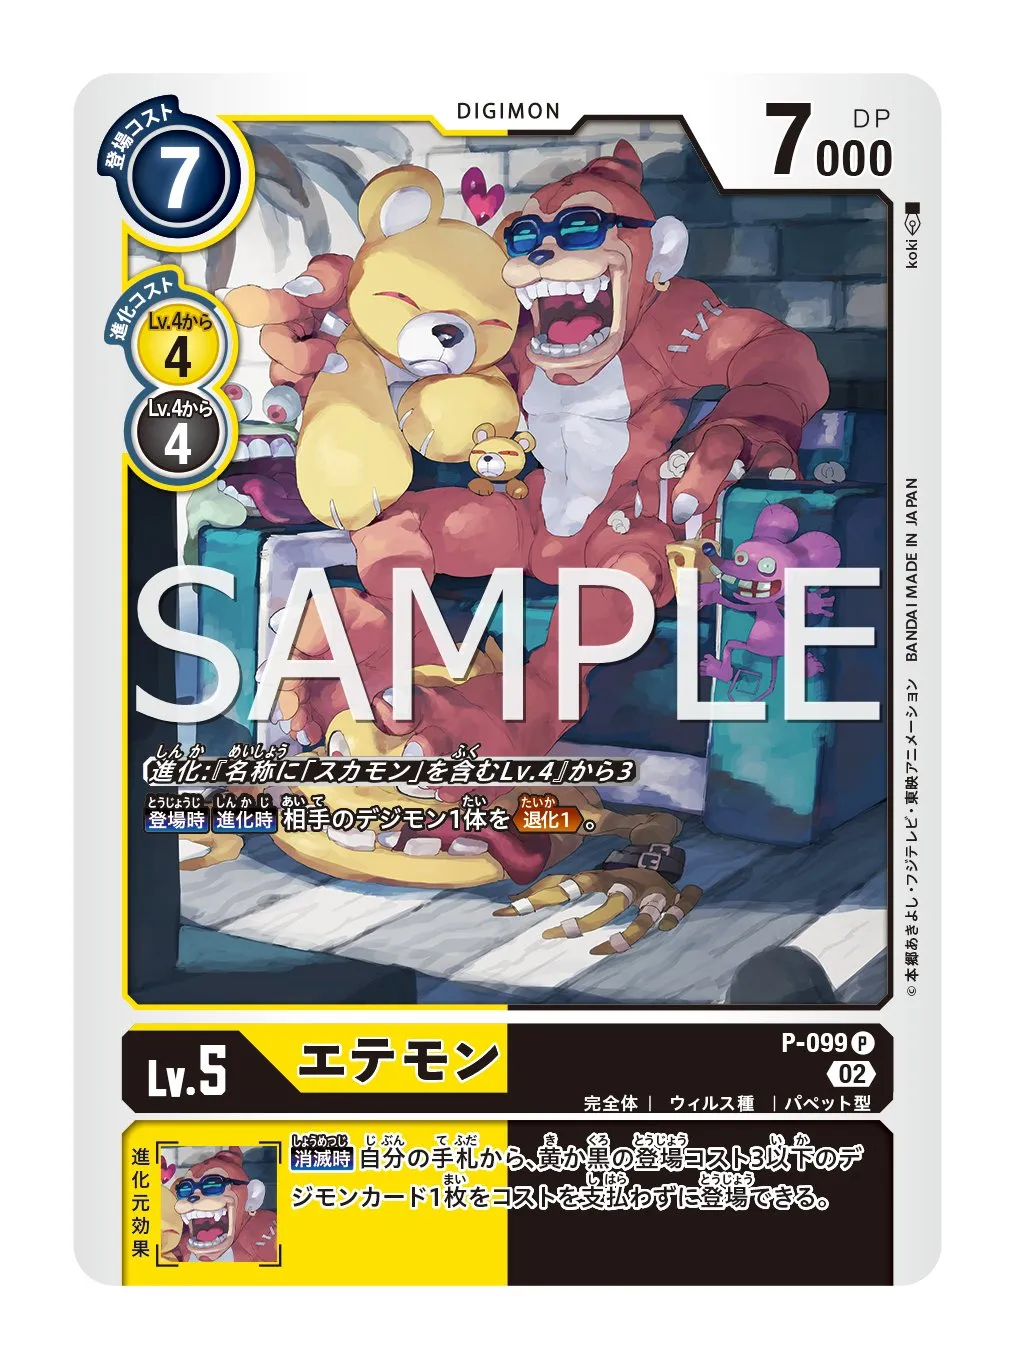 DIGIMON
登場コスト
7
7000
DP
koki
進化コスト
Lv.4から
4
Lv.4から
4
SAMPLE
進化:『名称に「スカモン」を含むLv.4』から3
登場時 進化時 相手のデジモン1体を 退化1 。
© 本郷あきよし・フジテレビ・東映アニメーション BANDAI MADE IN JAPAN
Lv.5
エテモン
P-099 P
02
完全体 | ウィルス種 | パペット型
進化元効果
消滅時 自分の手札から、黄か黒の登場コスト3以下のデ
ジモンカード1枚をコストを支払わずに登場できる。